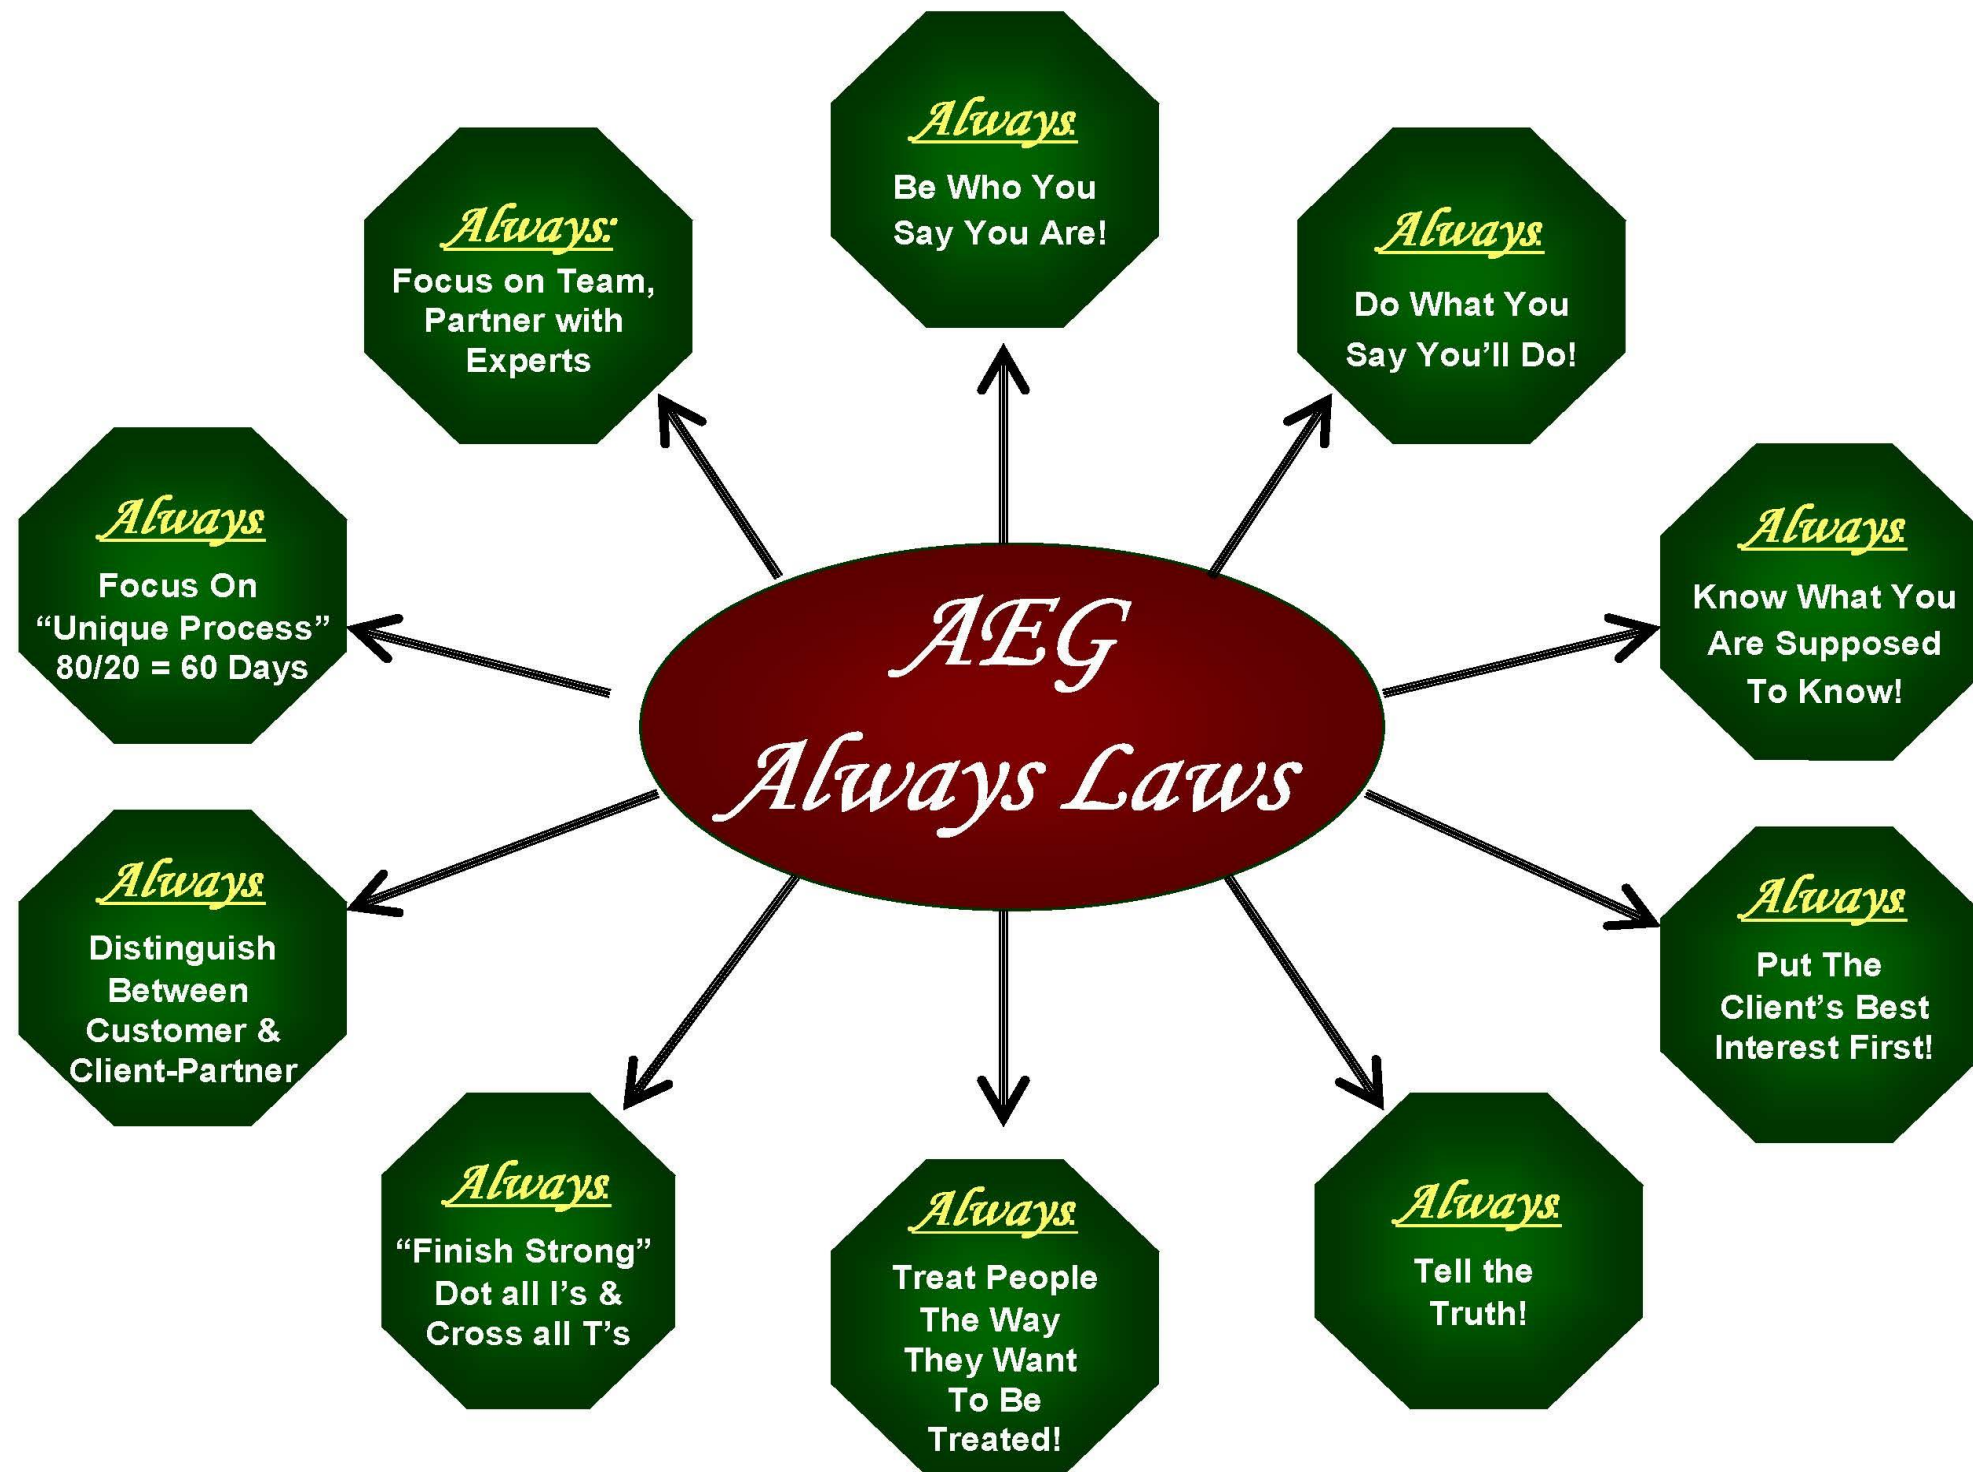 AEG
Always Laws
Always:
Be Who You
Say You Are!
Always:
Do What You
Say You’ll Do!
Always:
Know What You
Are Supposed
To Know!
Always:
Put The
Client’s Best
Interest First!
Always:
Tell the
Truth!
Always:
Treat People
The Way
They Want
To Be
Treated!
Always:
“Finish Strong”
Dot all I’s &
Cross all T’s
Always:
Distinguish
Between
Customer &
Client-Partner
Always:
Focus On
“Unique Process”
80/20 = 60 Days
Always:
Focus on Team,
Partner with
Experts